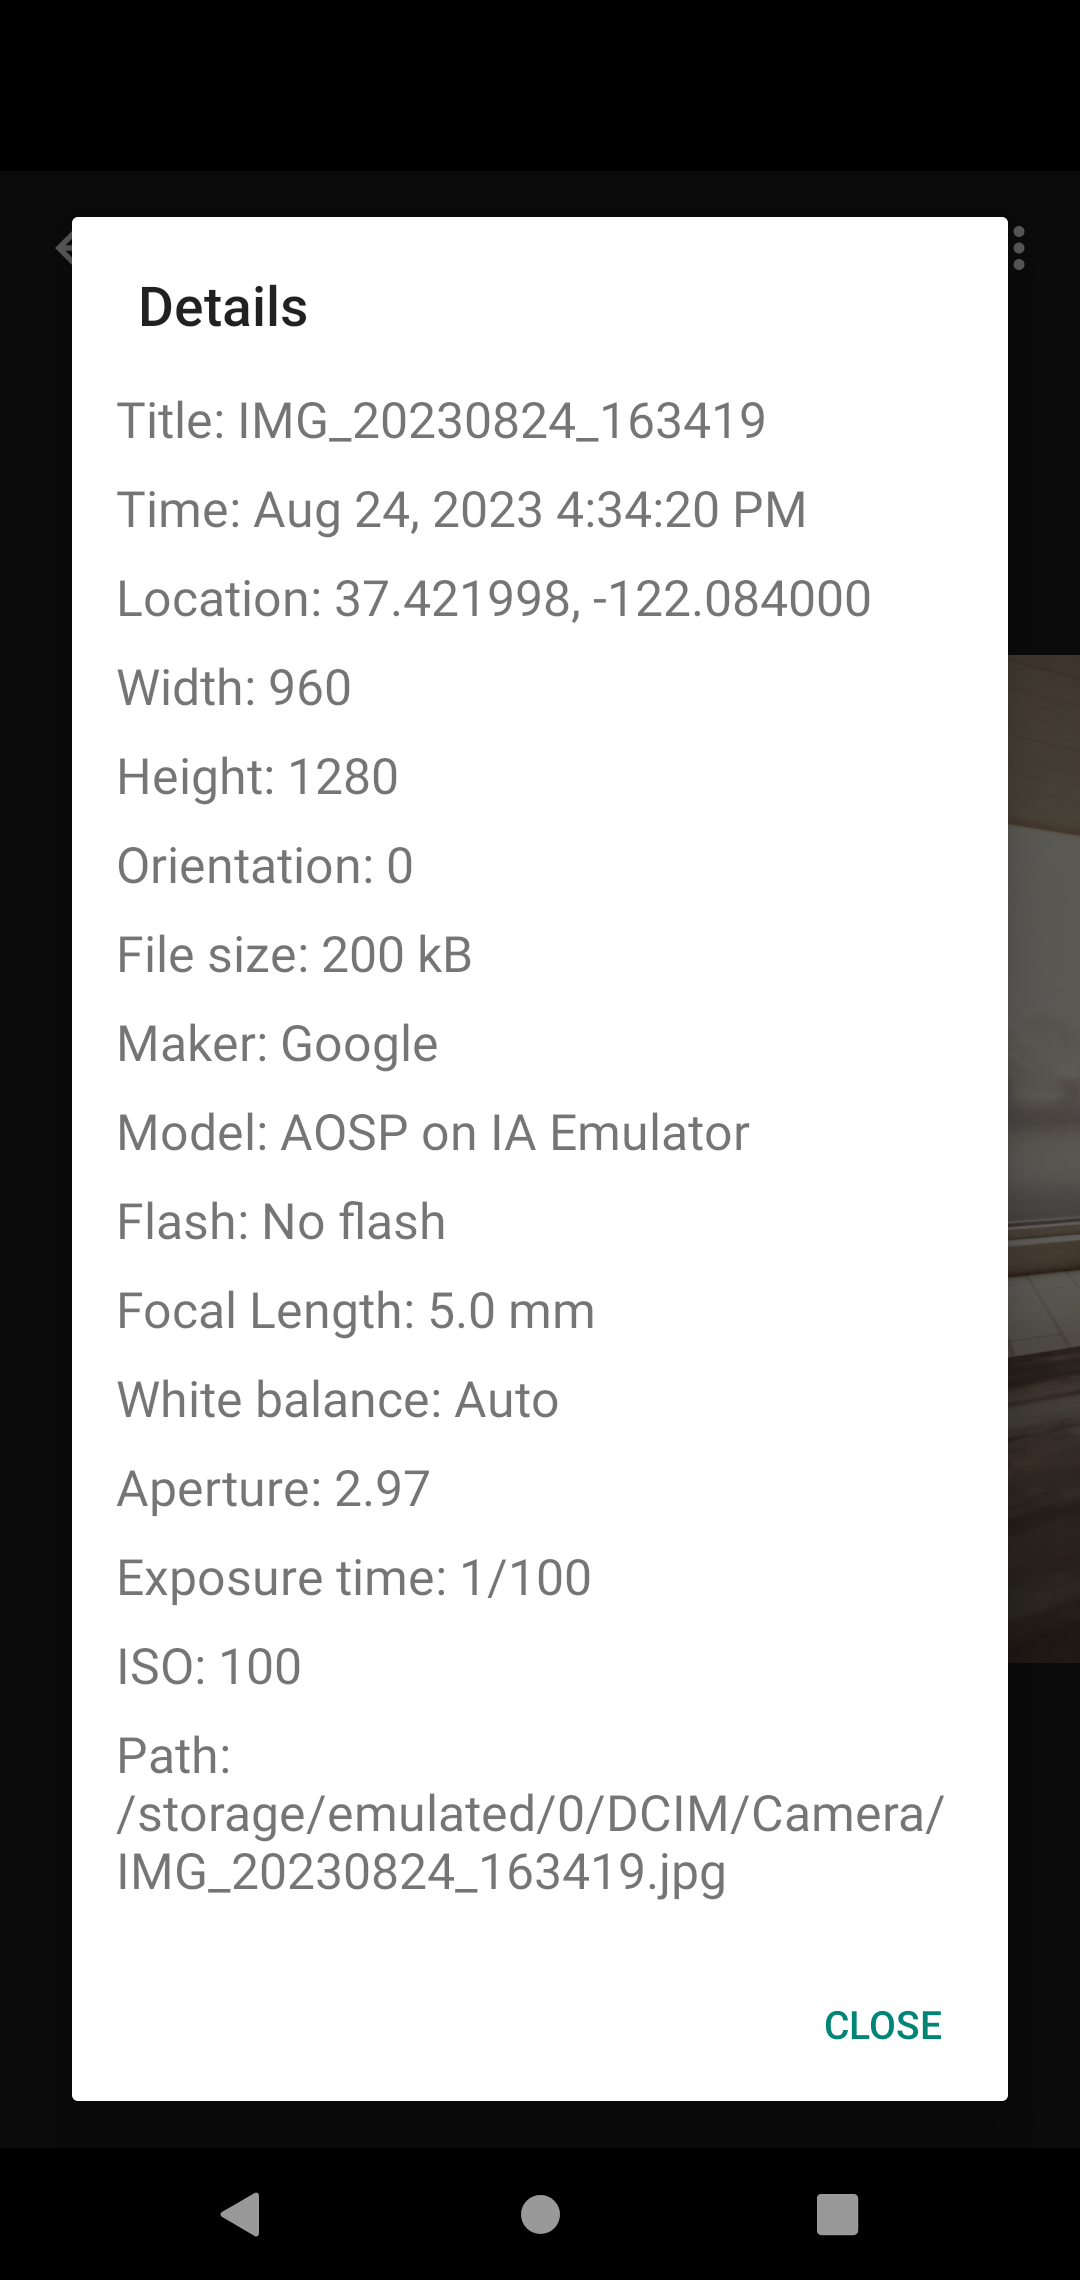 Details
Title: IMG_20230824_163419
Time: Aug 24, 2023 4:34:20 PM
Location: 37.421998, -122.084000
Width: 960
Height: 1280
Orientation: 0
File size: 200 kB
Maker: Google
Model: AOSP on IA Emulator
Flash: No flash
Focal Length: 5.0 mm
White balance: Auto
Aperture: 2.97
Exposure time: 1/100
ISO: 100
Path:
/storage/emulated/0/DCIM/Camera/
IMG_20230824_163419.jpg
CLOSE